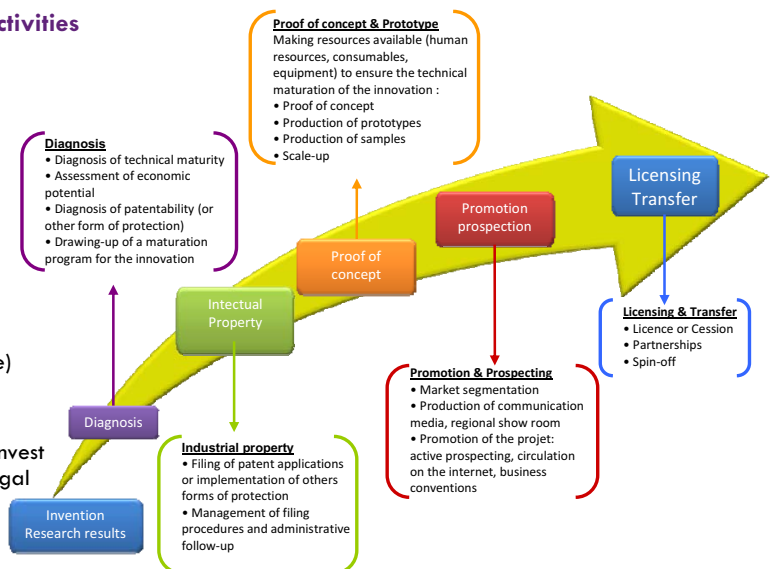 ctivities
Proof of concept & Prototype
Making resources available (human
resources, consumables,
equipment) to ensure the technical
maturation of the innovation :
• Proof of concept
• Production of prototypes
• Production of samples
• Scale-up
Diagnosis
• Diagnosis of technical maturity
• Assessment of economic
potential
• Diagnosis of patentability (or
other form of protection)
• Drawing-up of a maturation
program for the innovation
Licensing
Transfer
Promotion
prospection
Proof of
concept
Intectual
Property
Licensing & Transfer
• Licence or Cession
• Partnerships
• Spin-off
e)
Promotion & Prospecting
• Market segmentation
• Production of communication
media, regional show room
• Promotion of the projet:
active prospecting, circulation
on the internet, business
conventions
Diagnosis
nvest
gal
Industrial property
• Filing of patent applications
or implementation of others
forms of protection
• Management of filing
procedures and administrative
follow-up
Invention
Research results